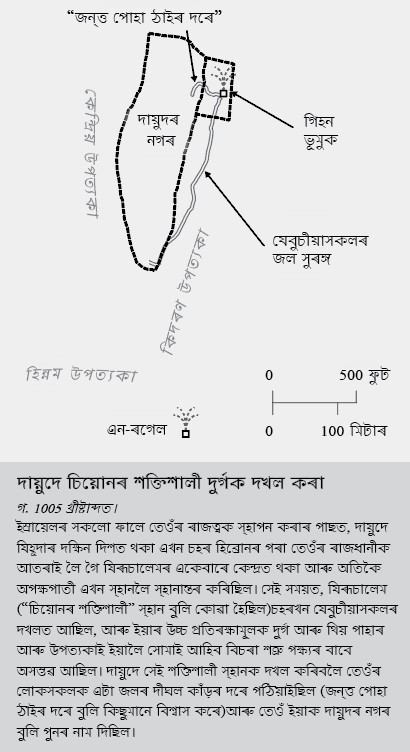 “জন্ত্ত পোহা ঠাইৰ দৰে”
কেন্দ্ৰিয় উপত্যকা
দায়ুদৰ
নগৰ
গিহন
ভূমুক
যেবুচীয়াসকলৰ
জল সুৰঙ্গ
কিদৰণ উপত্যকা
হিন্নম উপত্যকা
0 500 ফুট
0 100 মিটাৰ
এন-ৰগেল
দায়ুদে চিয়োনৰ শক্তিশালী দুৰ্গক দখল কৰা
গ. 1005 খ্ৰীষ্টাব্দত।
ইস্ৰায়েলৰ সকলো ফালে তেওঁৰ ৰাজত্বক স্হাপন কৰাৰ পাছত, দায়ুদে
যিহূদাৰ দক্ষিন দিশত থকা এখন চহৰ হিব্ৰোনৰ পৰা তেওঁৰ ৰাজধানীক
আতৰাই লৈ গৈ যিৰূচালেমৰ একেবাৰে কেন্দ্ৰত থকা আৰু অতিকৈ
অপক্ষপাতী এখন স্হানলৈ স্হানান্তৰ কৰিছিল। সেই সময়ত, যিৰূচালেম
(“চিয়োনৰ শক্তিশালী” স্হান বুলি কোৱা হৈছিল)চহৰখন যেবুচীয়াসকলৰ
দখলত আছিল, আৰু ইয়াৰ উচ্চ প্ৰতিৰক্ষামূলক দুৰ্গ আৰু থিয় পাহাৰ
আৰু উপত্যকাই ইয়ালৈ সোমাই আহিব বিচৰা শত্ৰু পক্ষ্যৰ বাবে
অসম্ভৱ আছিল। দায়ুদে সেই শক্তিশালী স্হানক দখল কৰিবলৈ তেওঁৰ
লোকসকলক এটা জলৰ দীঘল কাঁড়ৰ দৰে পঠিয়াইছিল (জন্ত্ত পোহা
ঠাইৰ দৰে বুলি কিছুমানে বিশ্বাস কৰে)আৰু তেওঁ ইয়াক দায়ুদৰ নগৰ
বুলি পুনৰ নাম দিছিল।